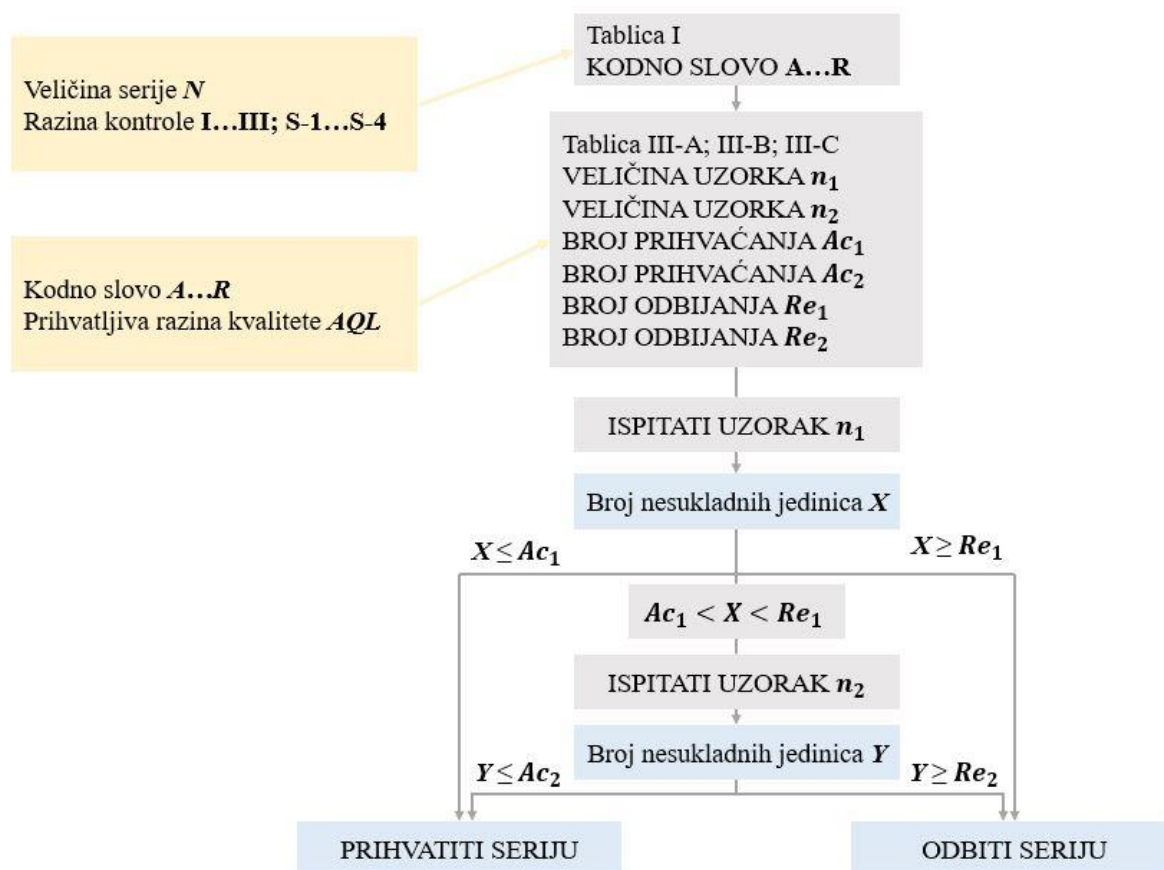 Tablica I
KODNO SLOVO A...R
Veličina serije N
Razina kontrole I...III; S-1...S-4
Tablica III-A; III-B; III-C
VELIČINA UZORKA n₁
VELIČINA UZORKA n₂
BROJ PRIHVAĆANJA Ac₁
BROJ PRIHVAĆANJA Ac₂
BROJ ODBIJANJA Re₁
BROJ ODBIJANJA Re₂
Kodno slovo A...R
Prihvatljiva razina kvalitete AQL
ISPITATI UZORAK n₁
Broj nesukladnih jedinica X
X ≤ Ac₁
X ≥ Re₁
Ac₁ < X < Re₁
ISPITATI UZORAK n₂
Broj nesukladnih jedinica Y
Y ≤ Ac₂
Y ≥ Re₂
PRIHVATITI SERIJU
ODBITI SERIJU